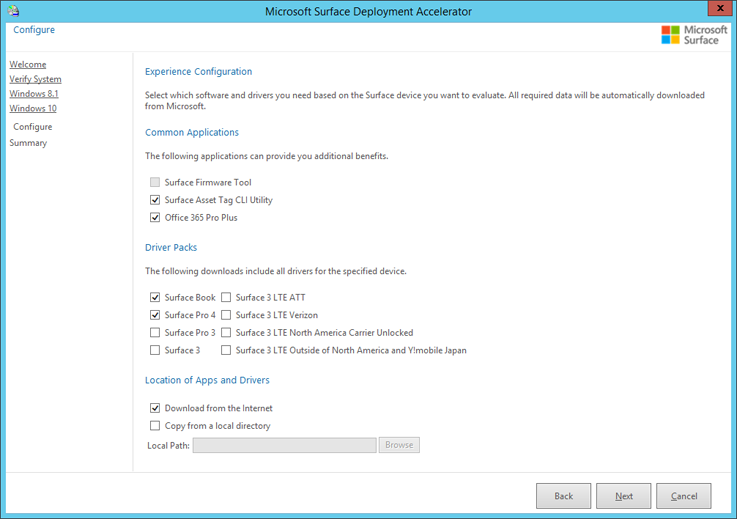 Microsoft Surface Deployment Accelerator
Configure
Microsoft
Surface
Welcome
Verify System
Windows 8.1
Windows 10
Configure
Summary
Experience Configuration
Select which software and drivers you need based on the Surface device you want to evaluate. All required data will be automatically downloaded
from Microsoft.
Common Applications
The following applications can provide you additional benefits.
Surface Firmware Tool
Surface Asset Tag CLI Utility
Office 365 Pro Plus
Driver Packs
The following downloads include all drivers for the specified device.
Surface Book Surface 3 LTE ATT
Surface Pro 4 Surface 3 LTE Verizon
Surface Pro 3 Surface 3 LTE North America Carrier Unlocked
Surface 3 Surface 3 LTE Outside of North America and Y!mobile Japan
Location of Apps and Drivers
Download from the Internet
Copy from a local directory
Local Path: Browse
Back Next Cancel